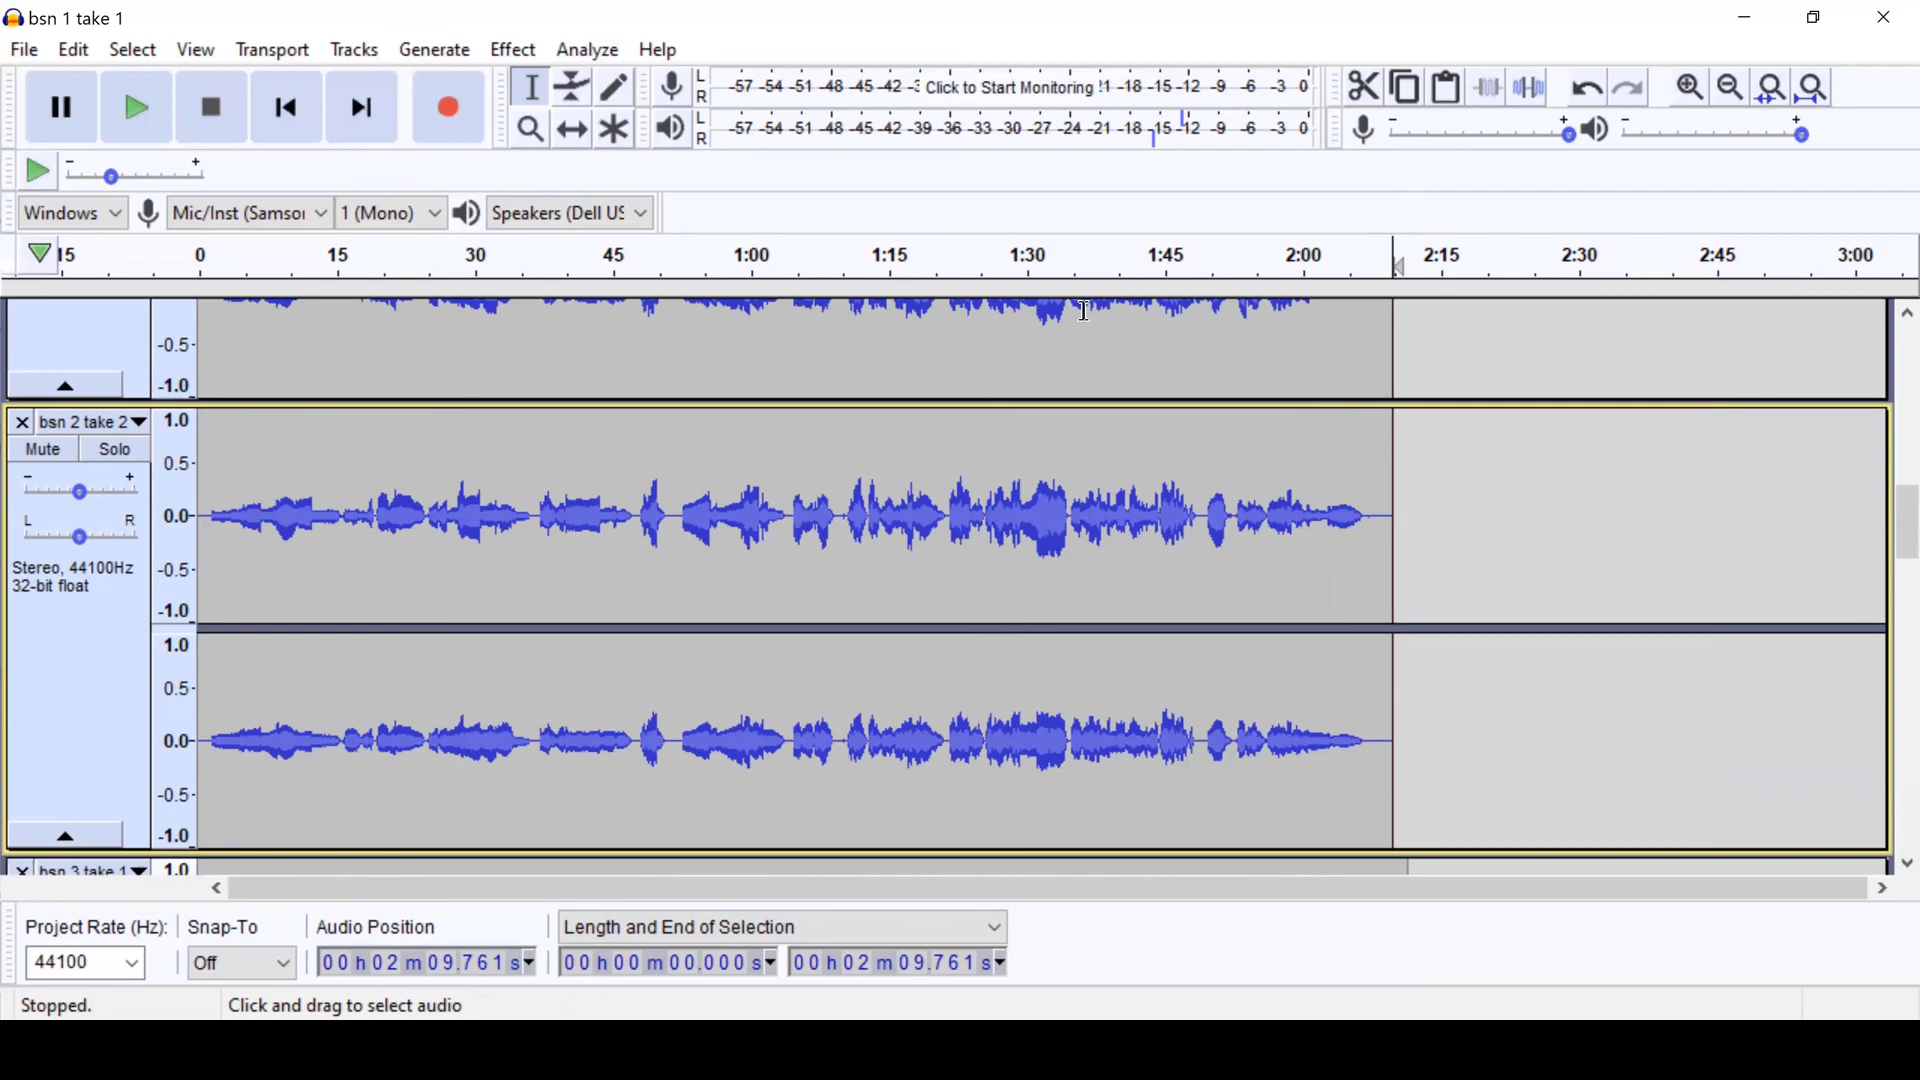 bsn 1 take 1
File Edit Select View Transport Tracks Generate Effect Analyze Help
L R -57 -54 -51 -48 -45 -42 Click to Start Monitoring -18 -15 -12 -9 -6 -3 0
L R -57 -54 -51 -48 -45 -42 -39 -36 -33 -30 -27 -24 -21 -18 -15 -12 -9 -6 -3 0
- + - +
- +
Windows Mic/Inst (Samsor 1 (Mono) Speakers (Dell US
15 0 15 30 45 1:00 1:15 1:30 1:45 2:00 2:15 2:30 2:45 3:00
-0.5
-1.0
bsn 2 take 2 1.0
Mute Solo 0.5
- +
L R 0.0
Stereo, 44100Hz -0.5
32-bit float
-1.0
1.0
0.5
0.0
-0.5
-1.0
bsn 3 take 1 1.0
Project Rate (Hz): Snap-To Audio Position Length and End of Selection
44100 Off 00 h 02 m 09.761 s 00 h 00 m 00.000 s 00 h 02 m 09.761 s
Stopped. Click and drag to select audio